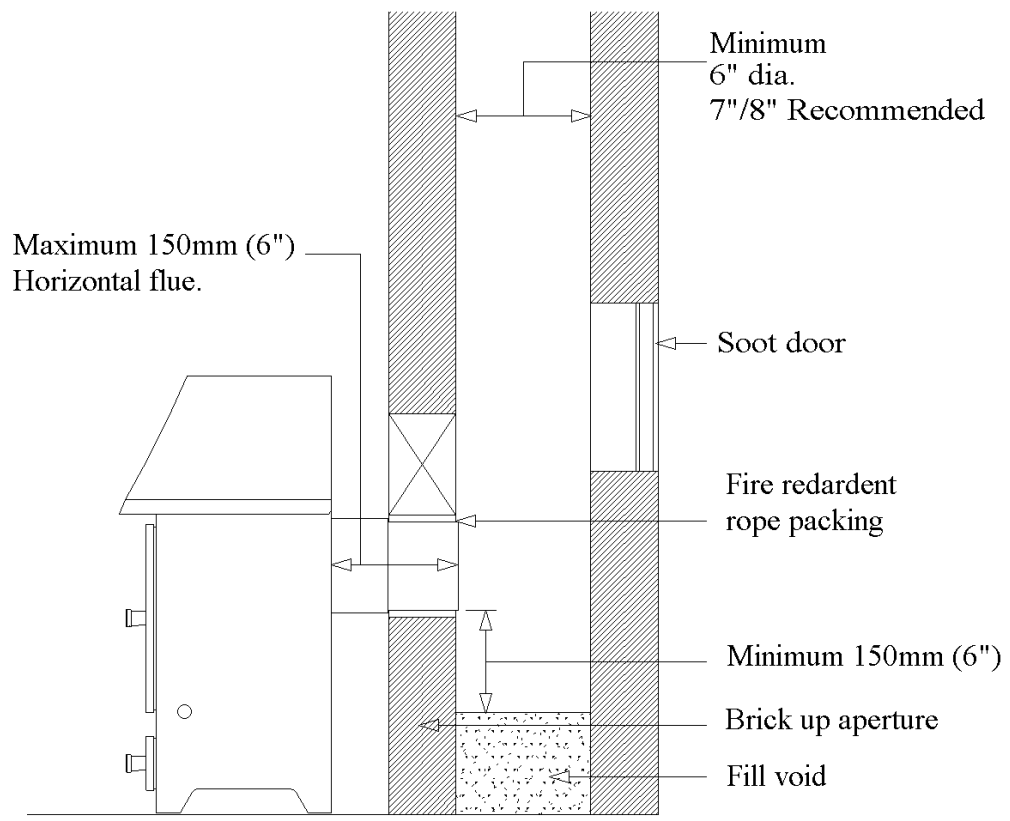 Minimum
6" dia.
7"/8" Recommended
Maximum 150mm (6")
Horizontal flue.
Soot door
Fire redardent
rope packing
Minimum 150mm (6")
Brick up aperture
Fill void